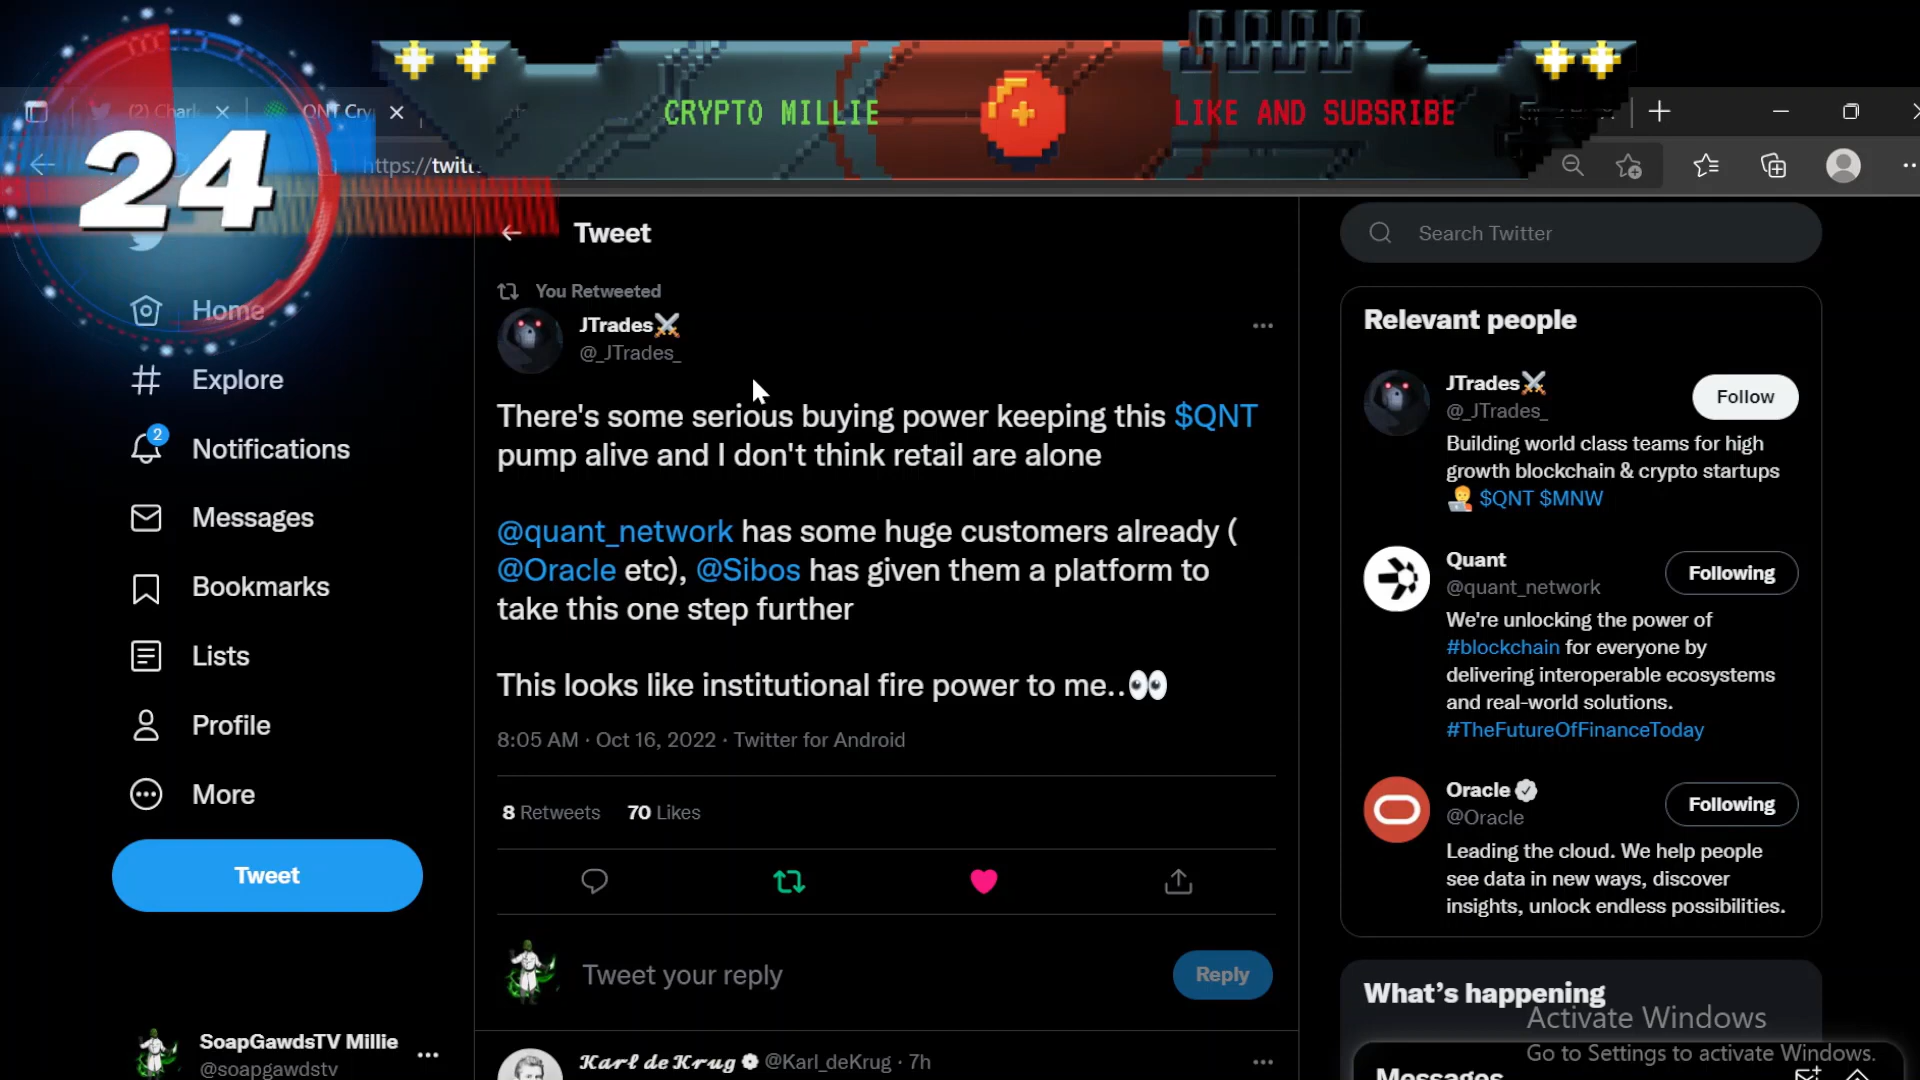 CRYPTO MILLIE
LIKE AND SUBSRIBE
24
(2) Chark
QNT Cry
https://twitt
Tweet
Search Twitter
You Retweeted
JTrades⚔️
@_JTrades_
There's some serious buying power keeping this $QNT
pump alive and I don't think retail are alone
@quant_network has some huge customers already (
@Oracle etc), @Sibos has given them a platform to
take this one step further
This looks like institutional fire power to me..👀
8:05 AM · Oct 16, 2022 · Twitter for Android
8 Retweets 70 Likes
Tweet your reply
Reply
Karl de Krug @Karl_deKrug · 7h
Home
Explore
2
Notifications
Messages
Bookmarks
Lists
Profile
More
Tweet
SoapGawdsTV Millie
@soapgawdstv
Relevant people
JTrades⚔️
@_JTrades_
Follow
Building world class teams for high
growth blockchain & crypto startups
🧑‍💻 $QNT $MNW
Quant
@quant_network
Following
We're unlocking the power of
#blockchain for everyone by
delivering interoperable ecosystems
and real-world solutions.
#TheFutureOfFinanceToday
Oracle
@Oracle
Following
Leading the cloud. We help people
see data in new ways, discover
insights, unlock endless possibilities.
What's happening
Activate Windows
Go to Settings to activate Windows.
Messages